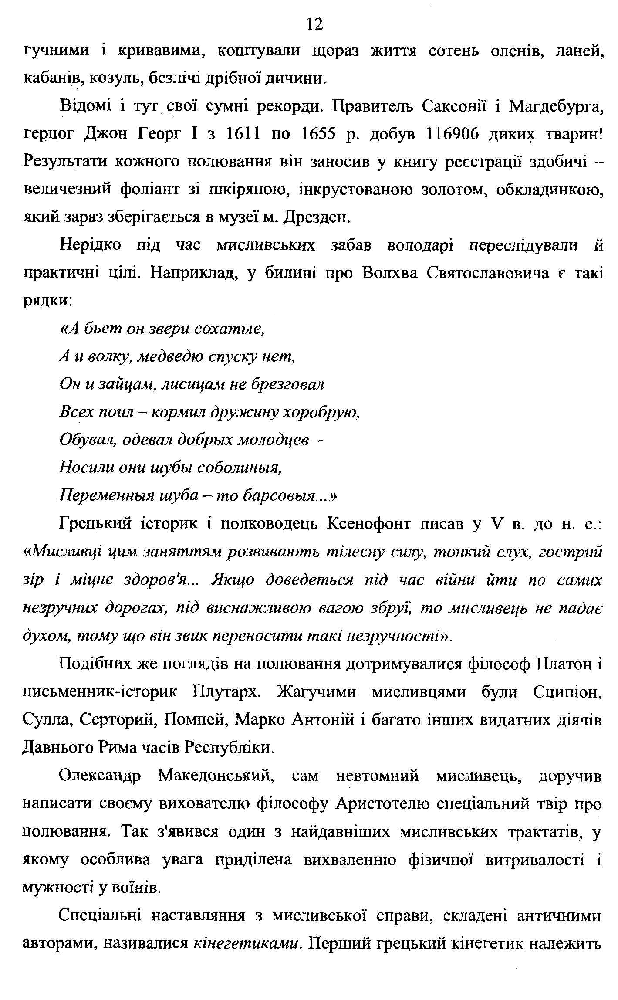 12
гучними і кривавими, коштували щораз життя сотень оленів, ланей,
кабанів, козуль, безлічі дрібної дичини.
Відомі і тут свої сумні рекорди. Правитель Саксонії і Магдебурга,
герцог Джон Георг І з 1611 по 1655 р. добув 116906 диких тварин!
Результати кожного полювання він заносив у книгу реєстрації здобичі –
величезний фоліант зі шкіряною, інкрустованою золотом, обкладинкою,
який зараз зберігається в музеї м. Дрезден.
Нерідко під час мисливських забав володарі переслідували й
практичні цілі. Наприклад, у билині про Волхва Святославовича є такі
рядки:
«А бьет он звери сохатые,
А и волку, медведю спуску нет,
Он и зайцам, лисицам не брезговал
Всех поил – кормил дружину хоробрую,
Обувал, одевал добрых молодцев –
Носили они шубы соболиныя,
Переменныя шуба – то барсовыя...»
Грецький історик і полководець Ксенофонт писав у V в. до н. е.:
«Мисливці цим заняттям розвивають тілесну силу, тонкий слух, гострий
зір і міцне здоров'я... Якщо доведеться під час війни йти по самих
незручних дорогах, під виснажливою вагою збруї, то мисливець не падає
духом, тому що він звик переносити такі незручності».
Подібних же поглядів на полювання дотримувалися філософ Платон і
письменник-історик Плутарх. Жагучими мисливцями були Сципіон,
Сулла, Серторий, Помпей, Марко Антоній і багато інших видатних діячів
Давнього Рима часів Республіки.
Олександр Македонський, сам невтомний мисливець, доручив
написати своєму вихователю філософу Аристотелю спеціальний твір про
полювання. Так з'явився один з найдавніших мисливських трактатів, у
якому особлива увага приділена вихваленню фізичної витривалості і
мужності у воїнів.
Спеціальні наставляння з мисливської справи, складені античними
авторами, називалися кінегетиками. Перший грецький кінегетик належить